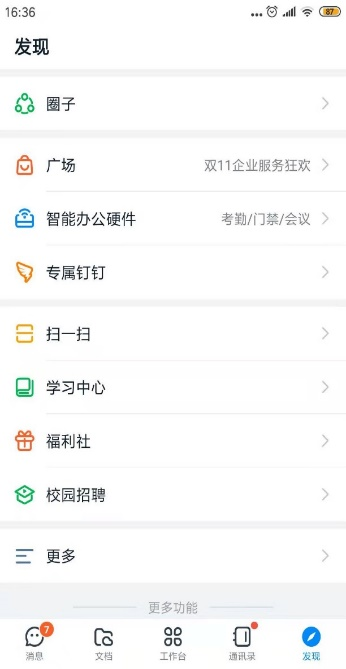 16:36
87
发现
圈子
广场 双11企业服务狂欢
智能办公硬件 考勤/门禁/会议
专属钉钉
扫一扫
学习中心
福利社
校园招聘
更多
更多功能
7
消息 文档 工作台 通讯录 发现